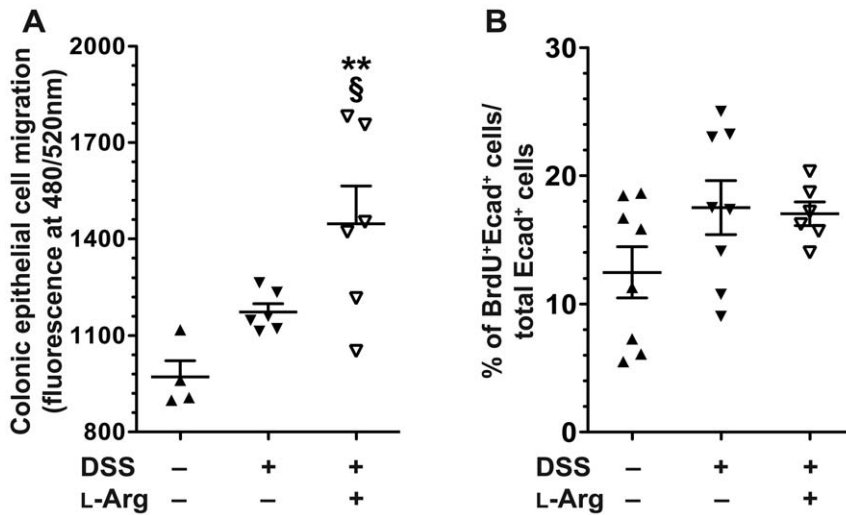 A
Colonic epithelial cell migration
(fluorescence at 480/520nm)
2000
1700
1400
1100
800
**
§
DSS – + +
L-Arg – – +
B
% of BrdU⁺Ecad⁺ cells/
total Ecad⁺ cells
30
20
10
0
DSS – + +
L-Arg – – +